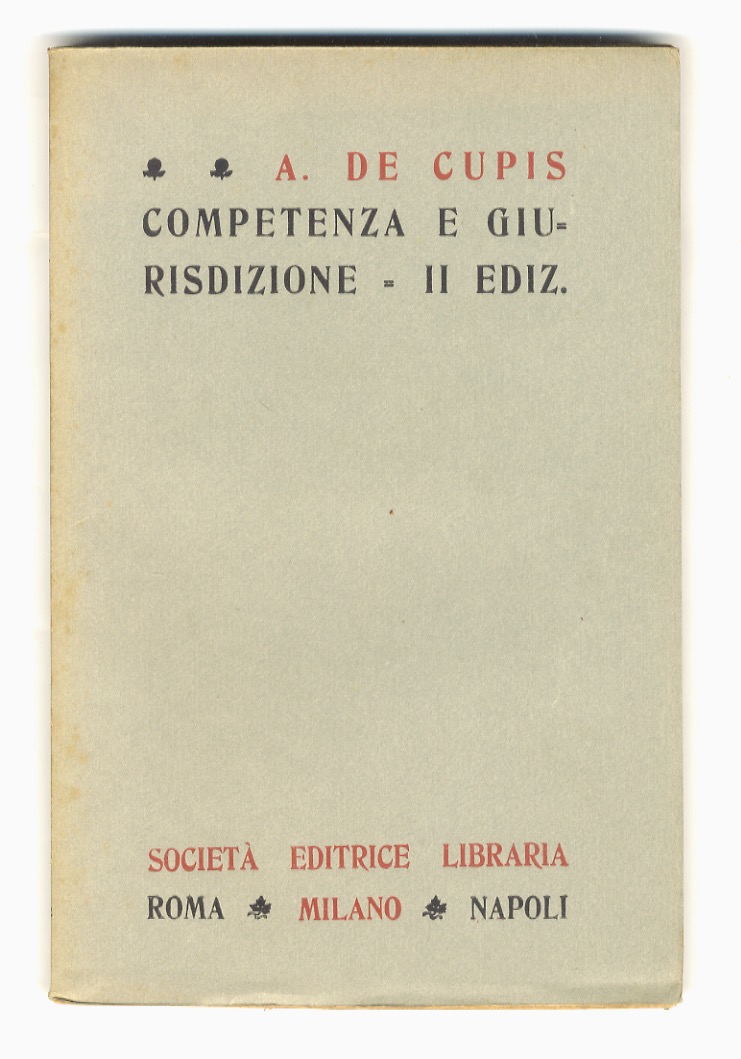 A. DE CUPIS
COMPETENZA E GIU=
RISDIZIONE = II EDIZ.
SOCIETÀ EDITRICE LIBRARIA
ROMA MILANO NAPOLI